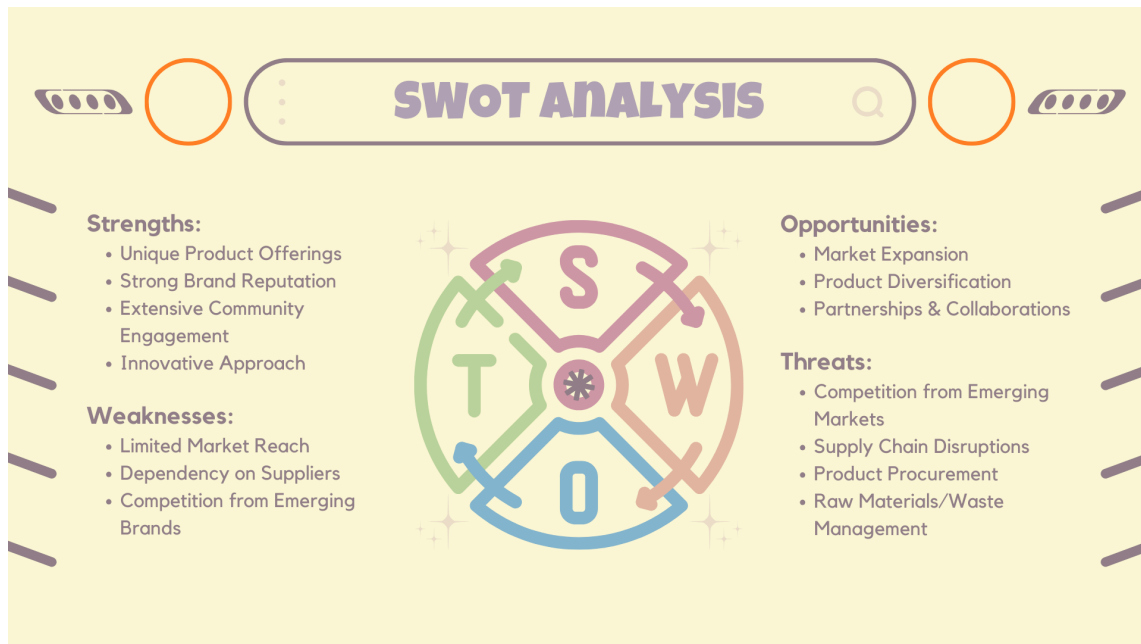 SWOT ANALYSIS
Strengths:
• Unique Product Offerings
• Strong Brand Reputation
• Extensive Community
Engagement
• Innovative Approach
Weaknesses:
• Limited Market Reach
• Dependency on Suppliers
• Competition from Emerging
Brands
S
W
O
T
Opportunities:
• Market Expansion
• Product Diversification
• Partnerships & Collaborations
Threats:
• Competition from Emerging
Markets
• Supply Chain Disruptions
• Product Procurement
• Raw Materials/Waste
Management